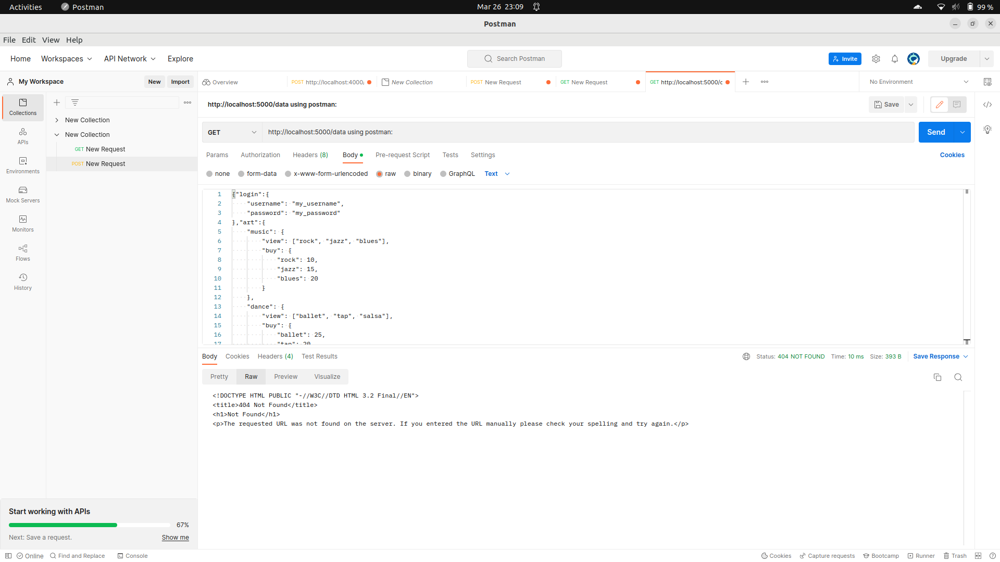 Activities Postman Mar 26 23:09 99 %
Postman
File Edit View Help
Home Workspaces API Network Explore Search Postman Invite Upgrade
My Workspace New Import Overview POST http://localhost:4000/ New Collection POST New Request GET New Request GET http://localhost:5000/c No Environment
Collections
APIs
Environments
Mock Servers
Monitors
Flows
History
New Collection
New Collection
GET New Request
POST New Request
http://localhost:5000/data using postman: Save
GET http://localhost:5000/data using postman: Send
Params Authorization Headers (8) Body Pre-request Script Tests Settings Cookies
none form-data x-www-form-urlencoded raw binary GraphQL Text
1 {"login":{
2 "username": "my_username",
3 "password": "my_password"
4 },"art":{
5 "music": {
6 "view": ["rock", "jazz", "blues"],
7 "buy": {
8 "rock": 10,
9 "jazz": 15,
10 "blues": 20
11 }
12 },
13 "dance": {
14 "view": ["ballet", "tap", "salsa"],
15 "buy": {
16 "ballet": 25,
17 "tap": 20
Body Cookies Headers (4) Test Results Status: 404 NOT FOUND Time: 10 ms Size: 393 B Save Response
Pretty Raw Preview Visualize
<!DOCTYPE HTML PUBLIC "-//W3C//DTD HTML 3.2 Final//EN">
<title>404 Not Found</title>
<h1>Not Found</h1>
<p>The requested URL was not found on the server. If you entered the URL manually please check your spelling and try again.</p>
Start working with APIs
67%
Next: Save a request. Show me
Online Find and Replace Console Cookies Capture requests Bootcamp Runner Trash